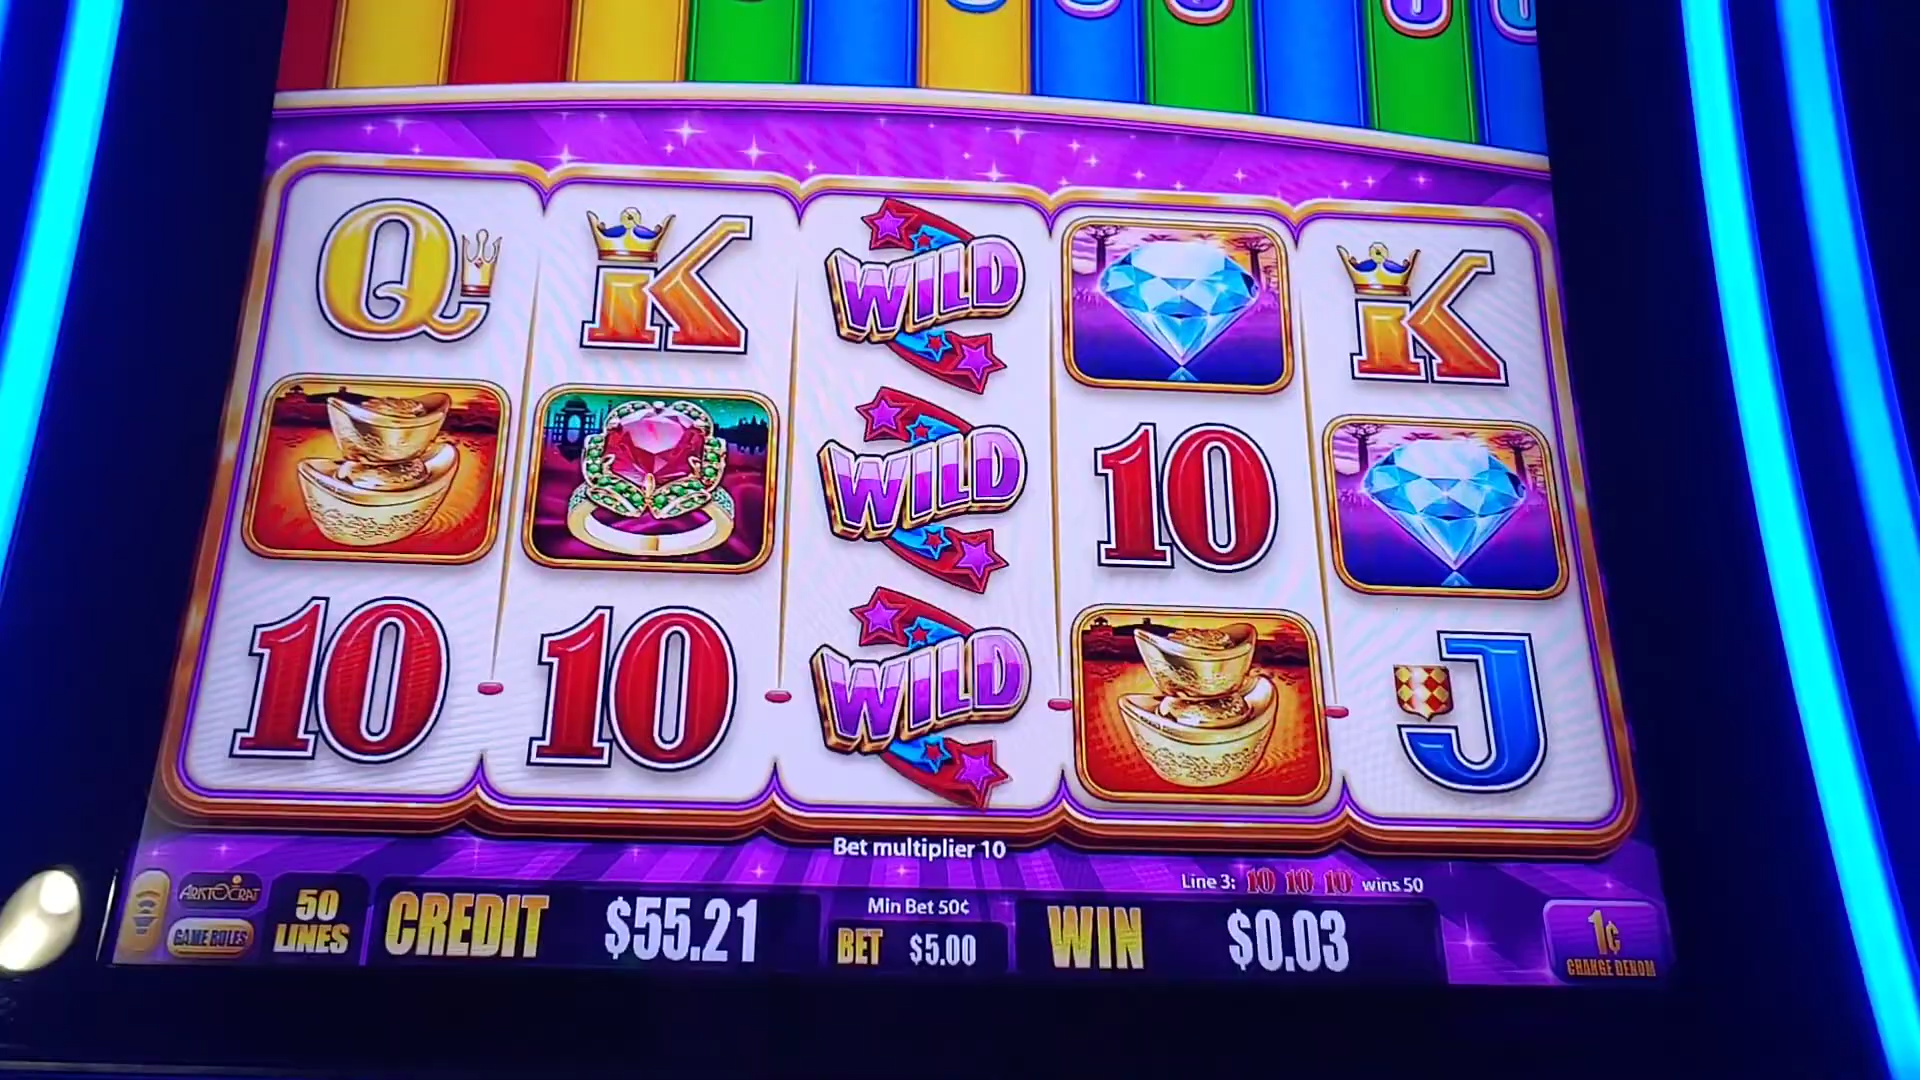 Q K WILD K
WILD 10
10 10 WILD J
Bet multiplier 10
Line 3: 10 10 10 wins 50
ARISTOCRAT
GAME RULES
50 LINES
CREDIT $55.21
Min Bet 50¢
BET $5.00
WIN $0.03
1¢
CHANGE DENOM